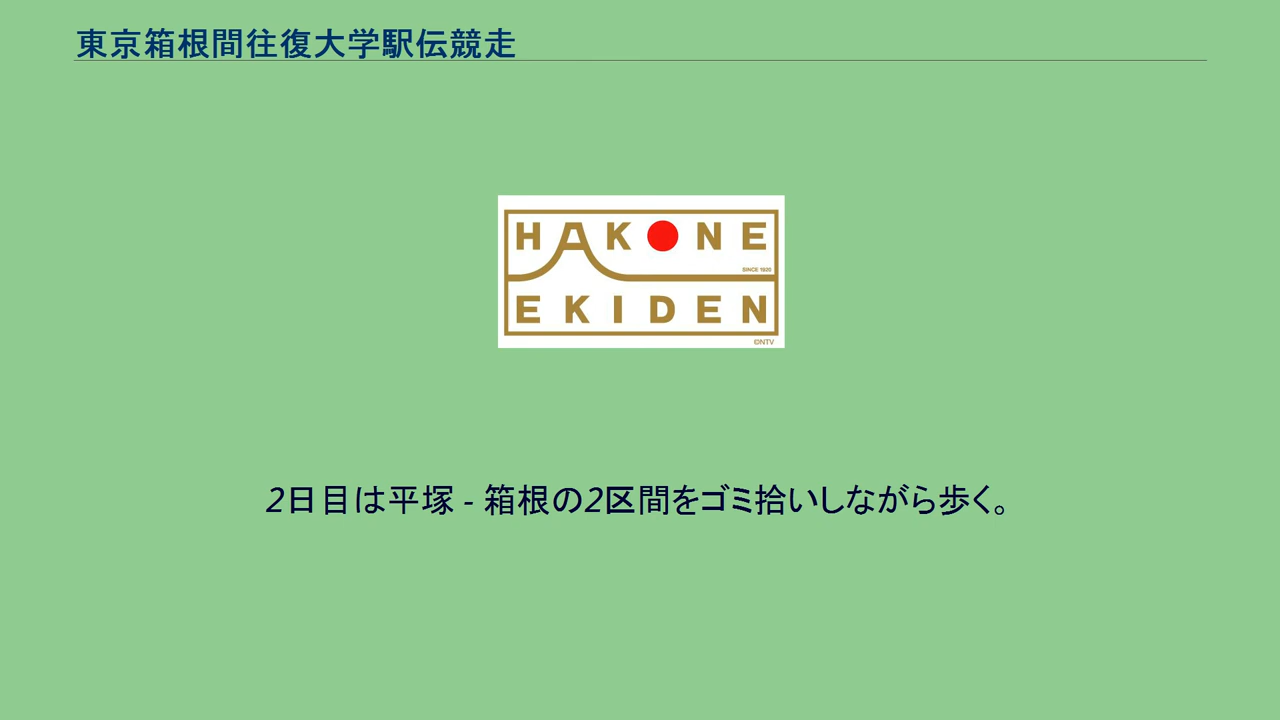 東京箱根間往復大学駅伝競走
HAKONE
SINCE 1920
EKIDEN
©NTV
2日目は平塚 - 箱根の2区間をゴミ拾いしながら歩く。